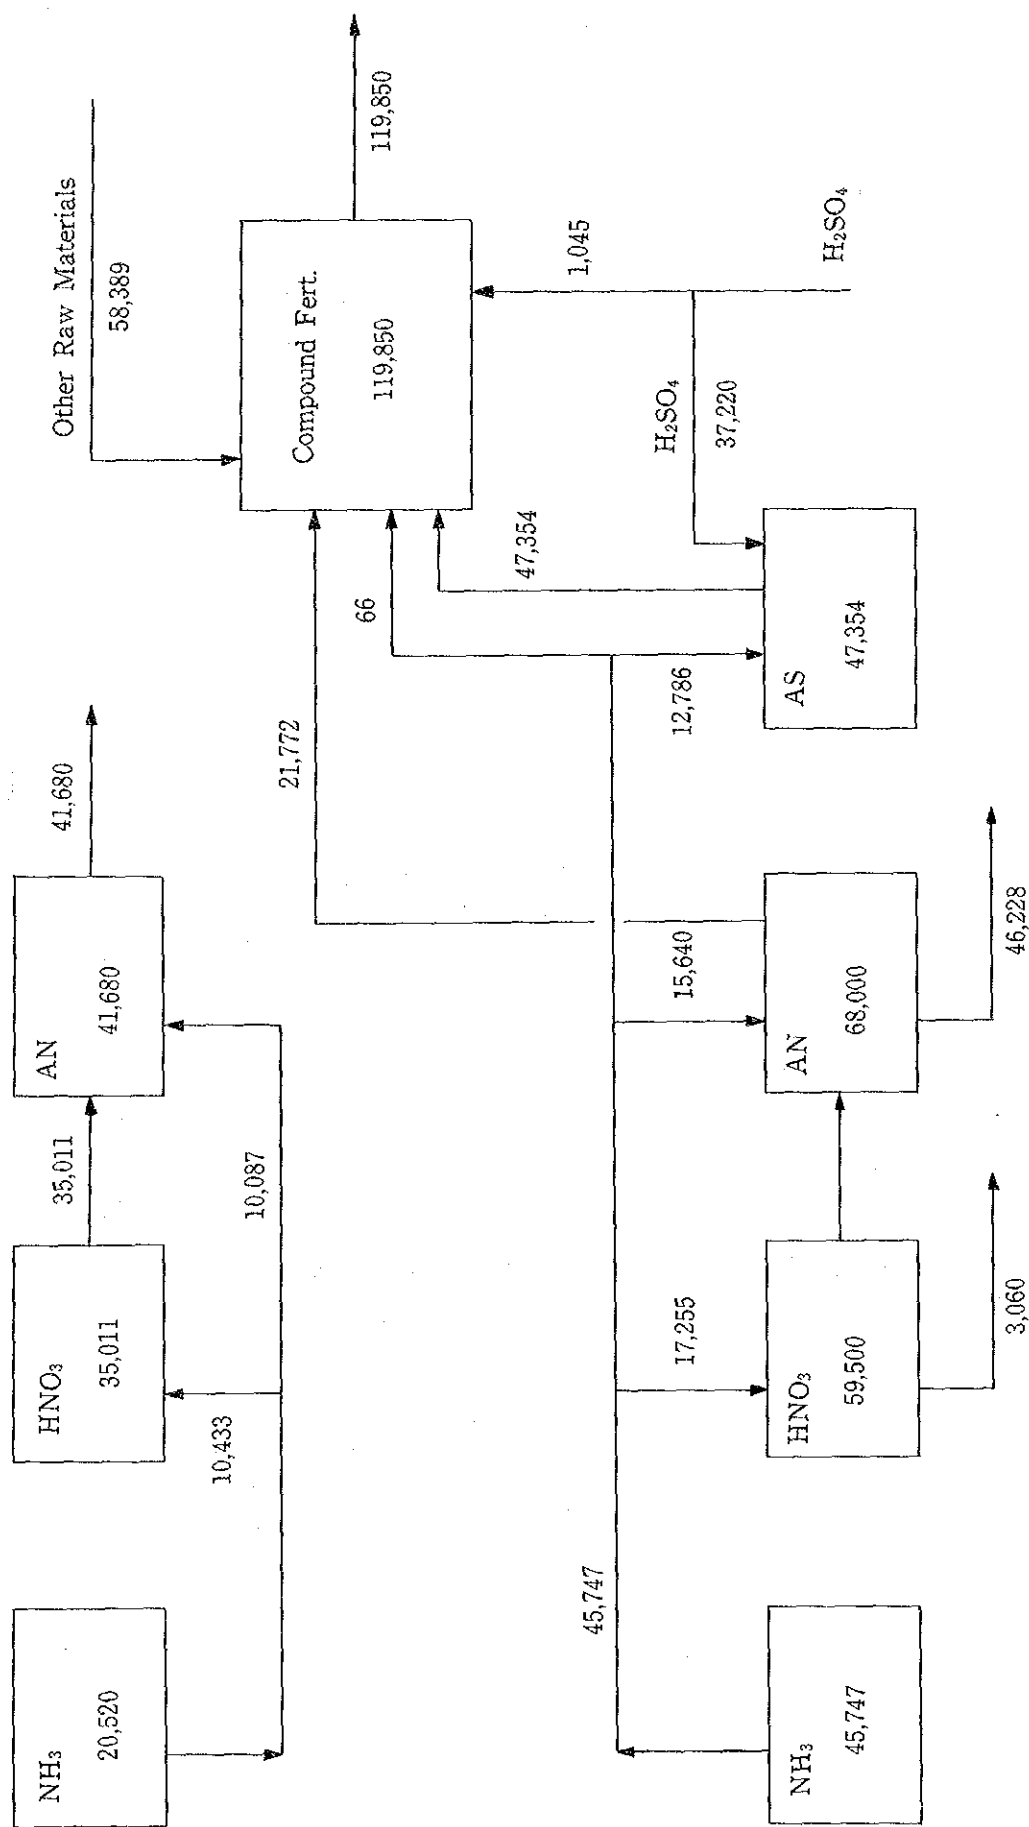 NH₃
20,520
HNO₃
35,011
35,011
AN
41,680
41,680
10,433
10,087
Other Raw Materials
58,389
Compound Fert.
119,850
119,850
21,772
66
47,354
1,045
H₂SO₄
H₂SO₄
37,220
45,747
17,255
15,640
12,786
NH₃
45,747
HNO₃
59,500
3,060
AN
68,000
46,228
AS
47,354